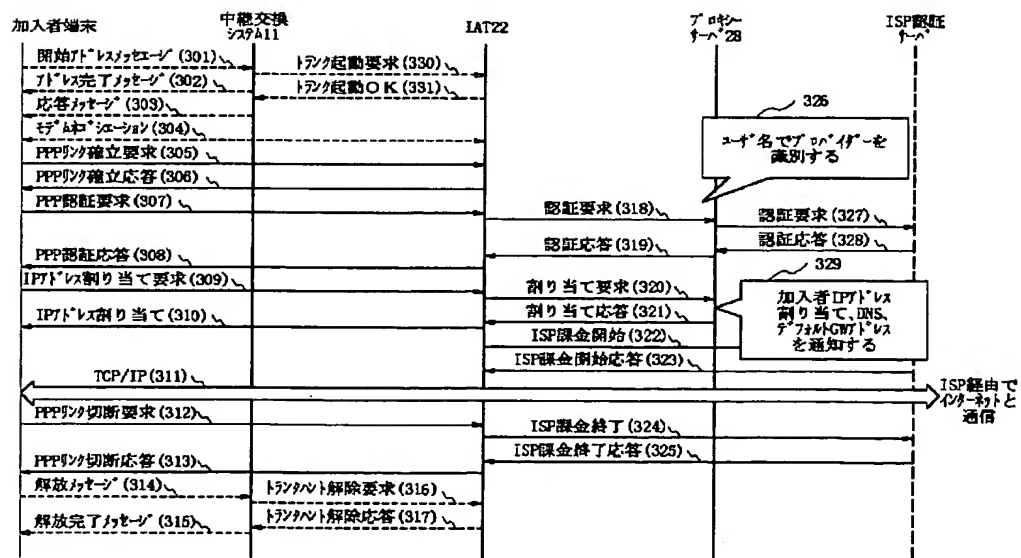 加入者端末
中継交換
システム11
IAT22
プロキシー
サーバ28
ISP認証
サーバ
開始アドレスメッセージ(301)
トランク起動要求(330)
アドレス完了メッセージ(302)
トランク起動OK(331)
応答メッセージ(303)
326
モデムネゴシエーション(304)
ユーザ名でプロバイダーを
識別する
PPPリンク確立要求(305)
PPPリンク確立応答(306)
PPP認証要求(307)
認証要求(318)
認証要求(327)
認証応答(319)
認証応答(328)
PPP認証応答(308)
329
IPアドレス割り当て要求(309)
割り当て要求(320)
加入者IPアドレス
割り当て、DNS、
デフォルトGWアドレス
を通知する
IPアドレス割り当て(310)
割り当て応答(321)
ISP課金開始(322)
ISP課金開始応答(323)
TCP/IP(311)
ISP経由で
インターネットと
通信
PPPリンク切断要求(312)
ISP課金終了(324)
ISP課金終了応答(325)
PPPリンク切断応答(313)
解放メッセージ(314)
トランクハント解除要求(316)
解放完了メッセージ(315)
トランクハント解除応答(317)